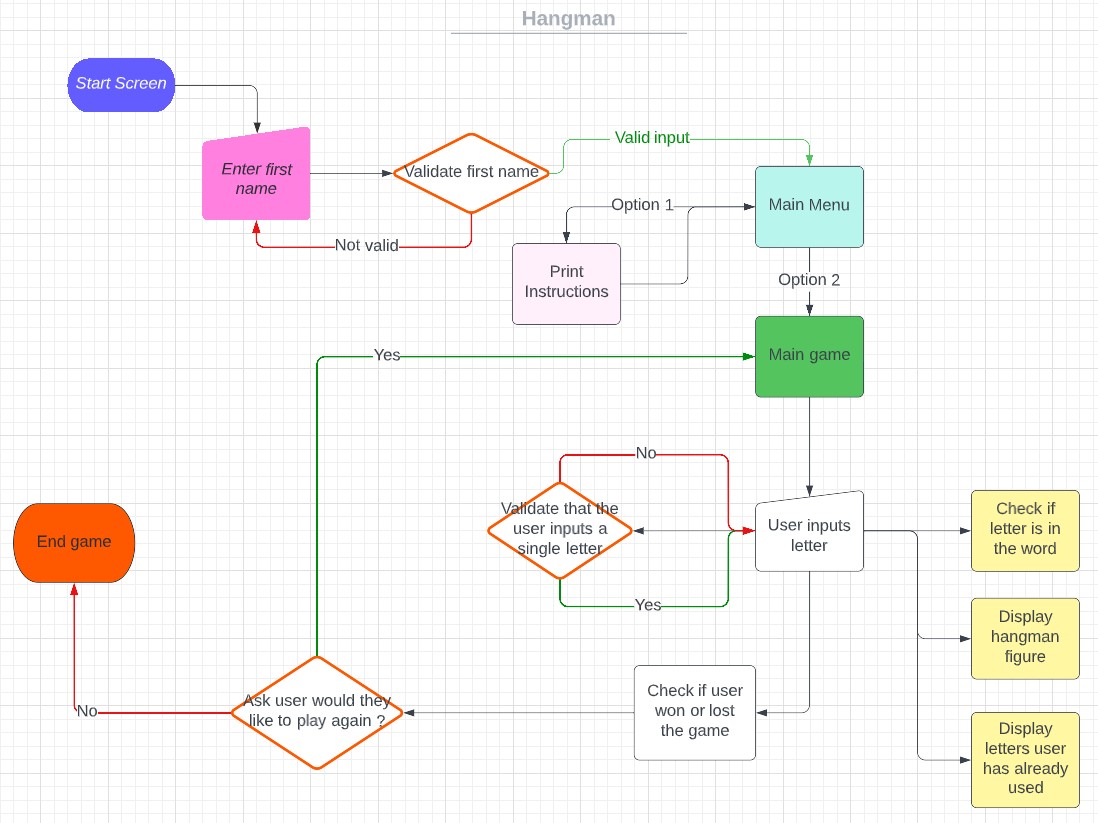 Hangman
Start Screen
Enter first
name
Validate first name
Valid input
Not valid
Main Menu
Option 1
Print
Instructions
Option 2
Main game
Yes
No
Validate that the
user inputs a
single letter
Yes
User inputs
letter
Check if
letter is in
the word
Display
hangman
figure
Display
letters user
has already
used
Check if user
won or lost
the game
Ask user would they
like to play again ?
No
End game